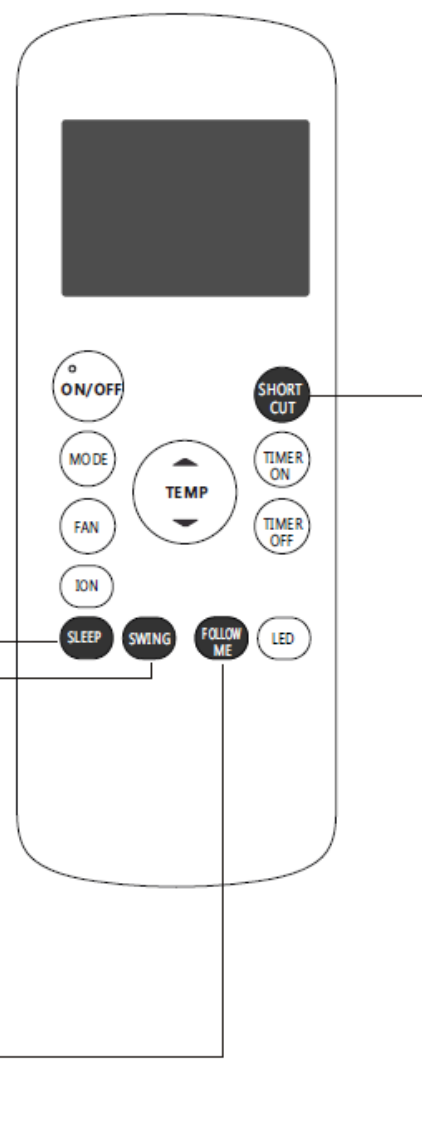 ON/OFF
SHORT
CUT
MODE
TEMP
TIMER
ON
FAN
TIMER
OFF
ION
SLEEP
SWING
FOLLOW
ME
LED